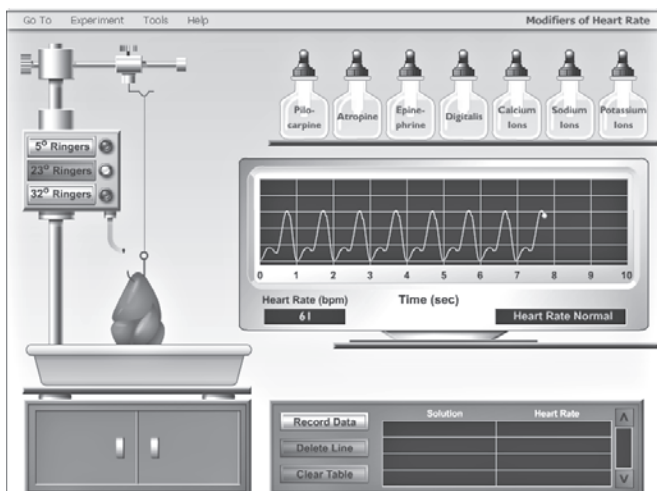 Go To Experiment Tools Help
Modifiers of Heart Rate
Pilo-
carpine
Atropine
Epine-
phrine
Digitalis
Calcium
Ions
Sodium
Ions
Potassium
Ions
5° Ringers
23° Ringers
32° Ringers
0 1 2 3 4 5 6 7 8 9 10
Heart Rate (bpm)
Time (sec)
61
Heart Rate Normal
Record Data
Delete Line
Clear Table
Solution
Heart Rate